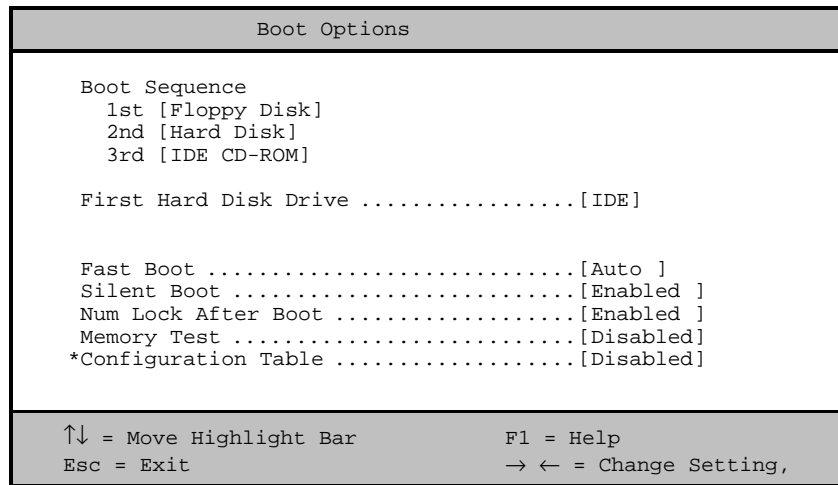 Boot Options
Boot Sequence
1st [Floppy Disk]
2nd [Hard Disk]
3rd [IDE CD-ROM]
First Hard Disk Drive .................[IDE]
Fast Boot .............................[Auto ]
Silent Boot ...........................[Enabled ]
Num Lock After Boot ...................[Enabled ]
Memory Test ...........................[Disabled]
*Configuration Table ...................[Disabled]
↑↓ = Move Highlight Bar F1 = Help
Esc = Exit → ← = Change Setting,